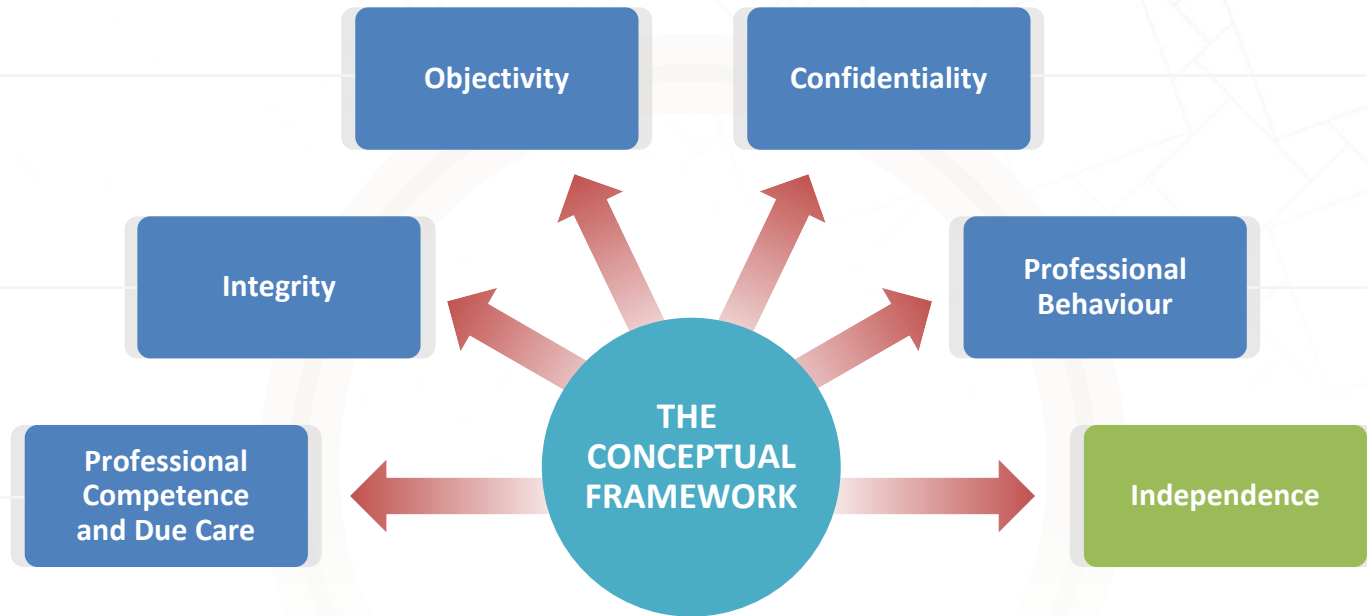 Objectivity
Confidentiality
Integrity
Professional
Behaviour
THE
CONCEPTUAL
FRAMEWORK
Professional
Competence
and Due Care
Independence